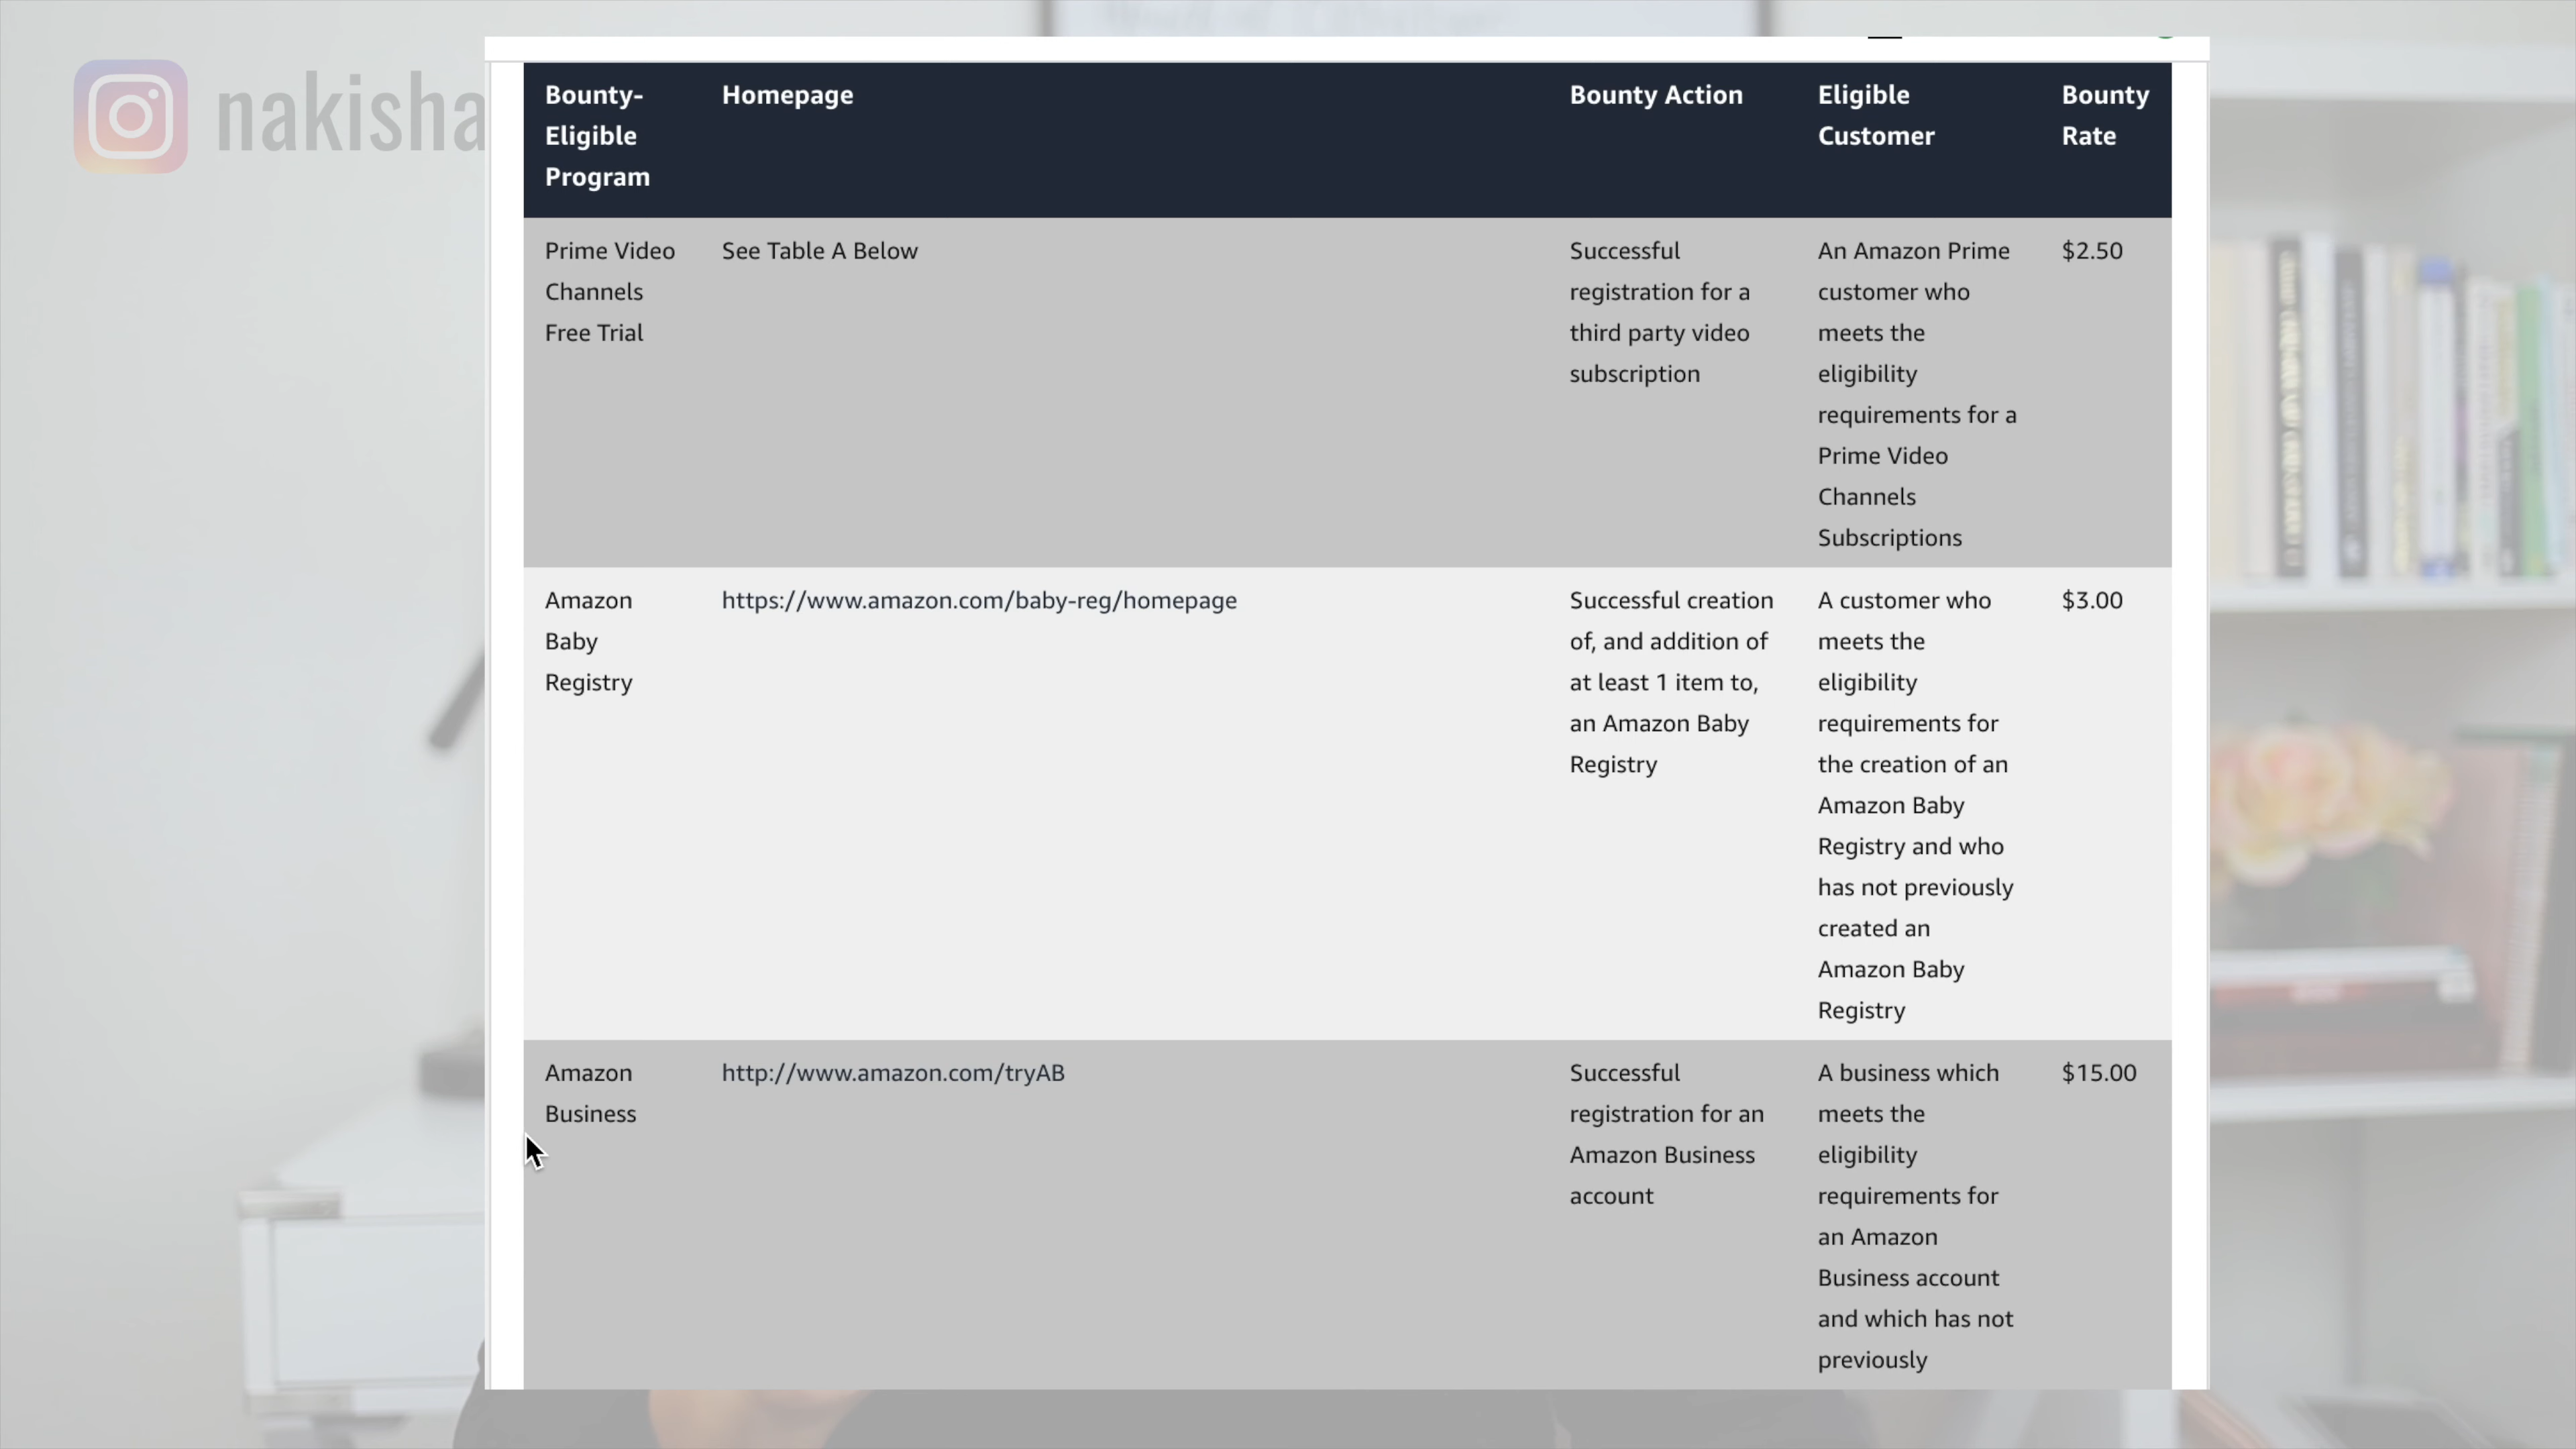 nakisha
Bounty-
Eligible
Program
Homepage
Bounty Action
Eligible
Customer
Bounty
Rate
Prime Video
Channels
Free Trial
See Table A Below
Successful
registration for a
third party video
subscription
An Amazon Prime
customer who
meets the
eligibility
requirements for a
Prime Video
Channels
Subscriptions
$2.50
Amazon
Baby
Registry
https://www.amazon.com/baby-reg/homepage
Successful creation
of, and addition of
at least 1 item to,
an Amazon Baby
Registry
A customer who
meets the
eligibility
requirements for
the creation of an
Amazon Baby
Registry and who
has not previously
created an
Amazon Baby
Registry
$3.00
Amazon
Business
http://www.amazon.com/tryAB
Successful
registration for an
Amazon Business
account
A business which
meets the
eligibility
requirements for
an Amazon
Business account
and which has not
previously
$15.00